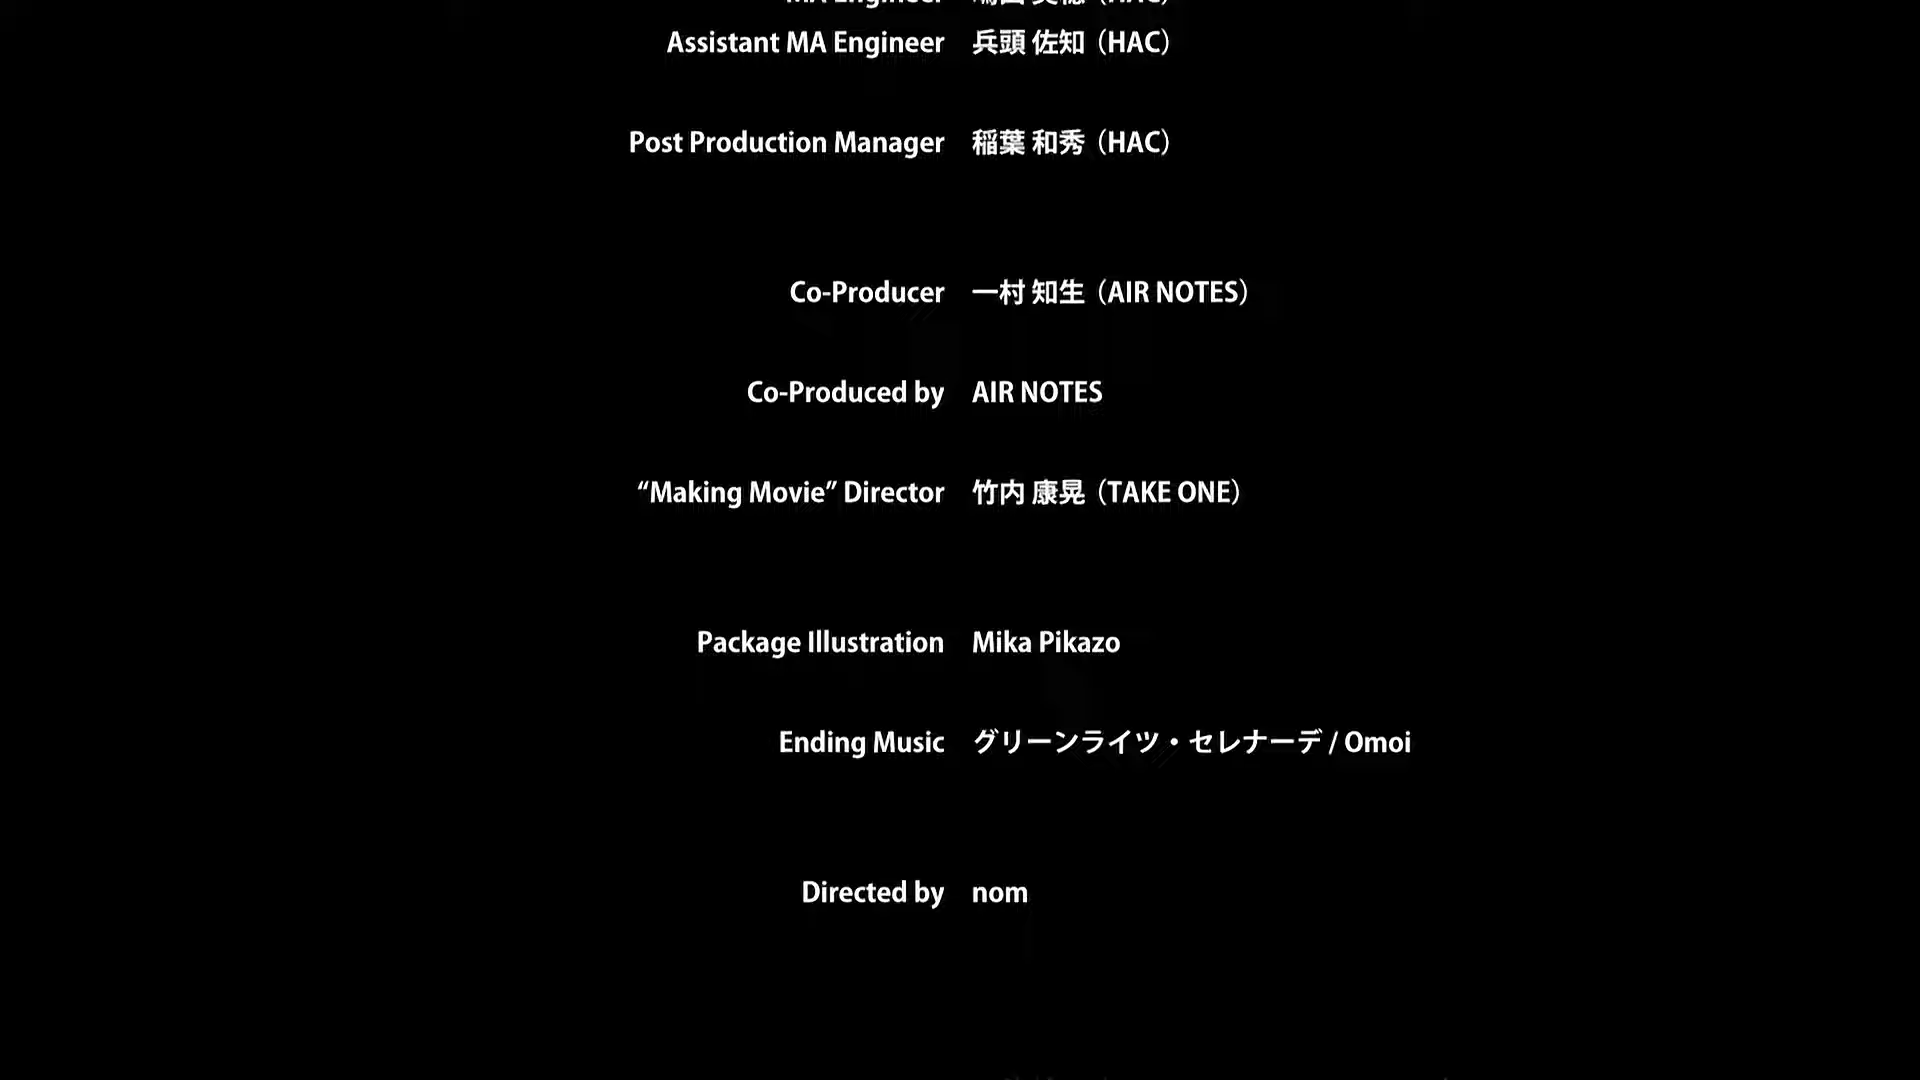 Assistant MA Engineer 兵頭 佐知（HAC）
Post Production Manager 稲葉 和秀（HAC）
Co-Producer 一村 知生（AIR NOTES）
Co-Produced by AIR NOTES
“Making Movie” Director 竹内 康晃（TAKE ONE）
Package Illustration Mika Pikazo
Ending Music グリーンライツ・セレナーデ / Omoi
Directed by nom